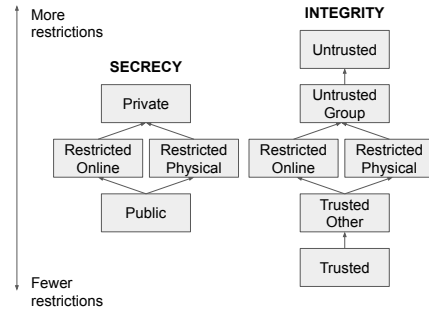 More
restrictions
INTEGRITY
Untrusted
SECRECY
Private
Untrusted
Group
Restricted
Online
Restricted
Physical
Restricted
Online
Restricted
Physical
Public
Trusted
Other
Trusted
Fewer
restrictions